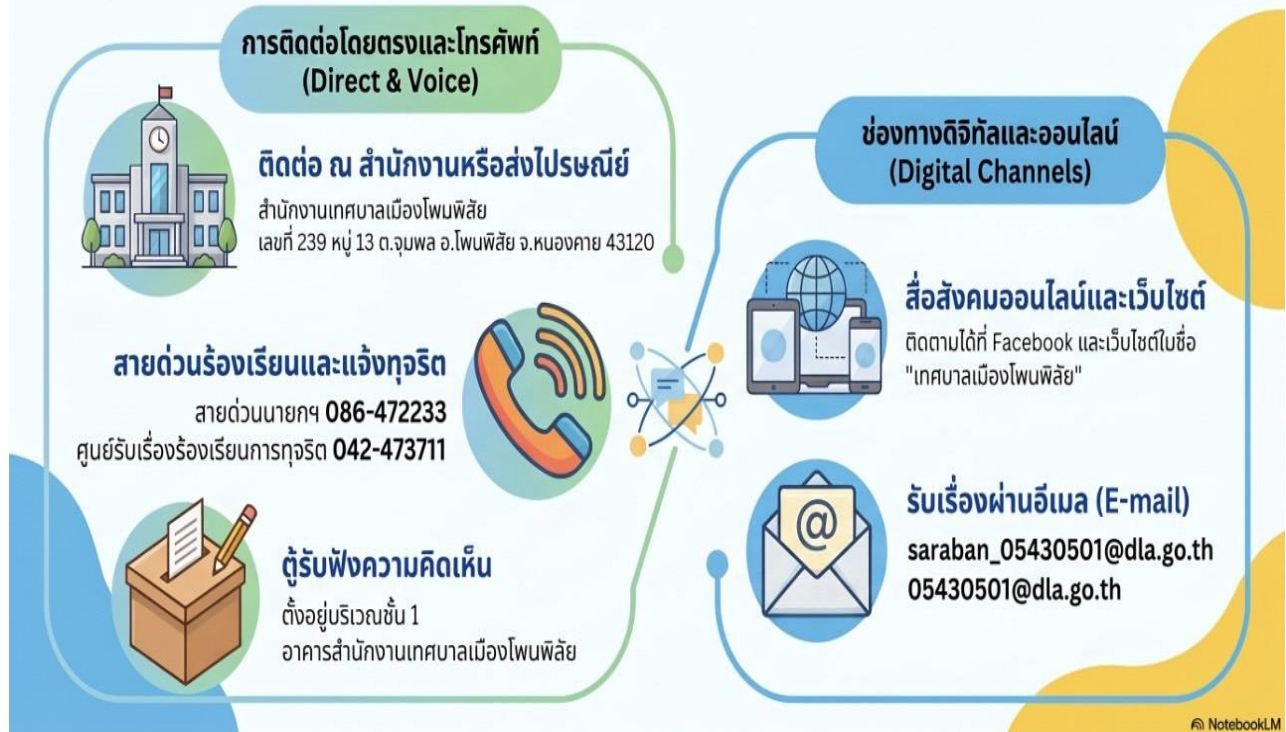 การติดต่อโดยตรงและโทรศัพท์
(Direct & Voice)
ติดต่อ ณ สำนักงานหรือส่งไปรษณีย์
สำนักงานเทศบาลเมืองโพมพิสัย
เลขที่ 239 หมู่ 13 ต.จุมพล อ.โพนพิสัย จ.หนองคาย 43120
สายด่วนร้องเรียนและแจ้งทุจริต
สายด่วนนายกฯ 086-472233
ศูนย์รับเรื่องร้องเรียนการทุจริต 042-473711
ตู้รับฟังความคิดเห็น
ตั้งอยู่บริเวณชั้น 1
อาคารสำนักงานเทศบาลเมืองโพนพิลัย
ช่องทางดิจิทัลและออนไลน์
(Digital Channels)
สื่อสังคมออนไลน์และเว็บไซต์
ติดตามได้ที่ Facebook และเว็บไซต์ในชื่อ
"เทศบาลเมืองโพนพิลัย"
รับเรื่องผ่านอีเมล (E-mail)
@
saraban_05430501@dla.go.th
05430501@dla.go.th
NotebookLM